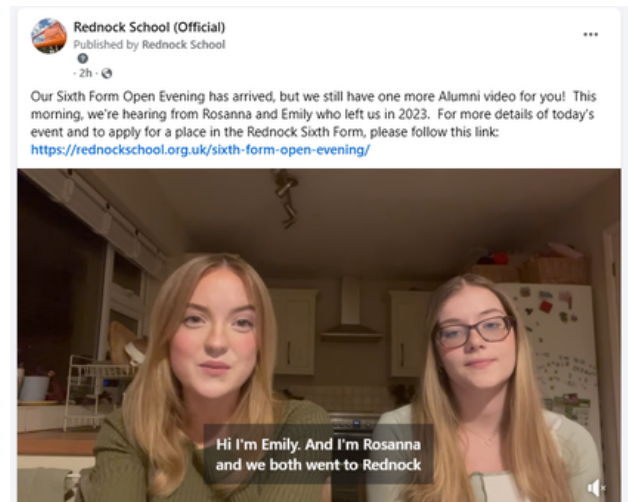 Rednock School (Official)
Published by Rednock School
· 2h ·
Our Sixth Form Open Evening has arrived, but we still have one more Alumni video for you! This
morning, we're hearing from Rosanna and Emily who left us in 2023. For more details of today's
event and to apply for a place in the Rednock Sixth Form, please follow this link:
https://rednockschool.org.uk/sixth-form-open-evening/
Hi I'm Emily. And I'm Rosanna
and we both went to Rednock